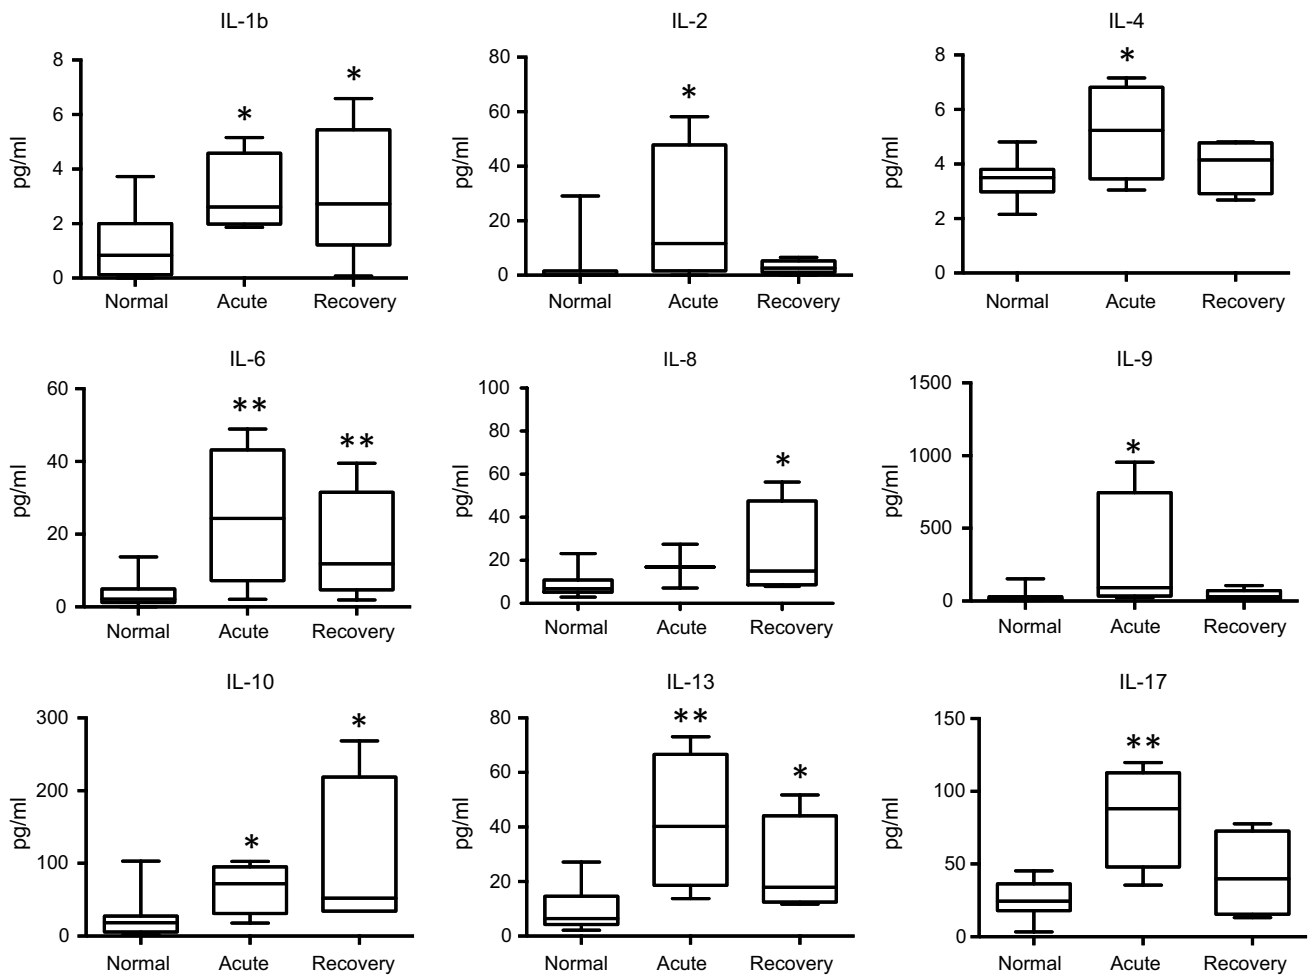 IL-1b
IL-2
IL-4
8
6
4
2
0
pg/ml
*
*
Normal
Acute
Recovery
80
60
40
20
0
pg/ml
*
Normal
Acute
Recovery
8
6
4
2
0
pg/ml
*
Normal
Acute
Recovery
IL-6
IL-8
IL-9
60
40
20
0
pg/ml
**
**
Normal
Acute
Recovery
100
80
60
40
20
0
pg/ml
*
Normal
Acute
Recovery
1500
1000
500
0
pg/ml
*
Normal
Acute
Recovery
IL-10
IL-13
IL-17
300
200
100
0
pg/ml
*
*
Normal
Acute
Recovery
80
60
40
20
0
pg/ml
**
*
Normal
Acute
Recovery
150
100
50
0
pg/ml
**
Normal
Acute
Recovery